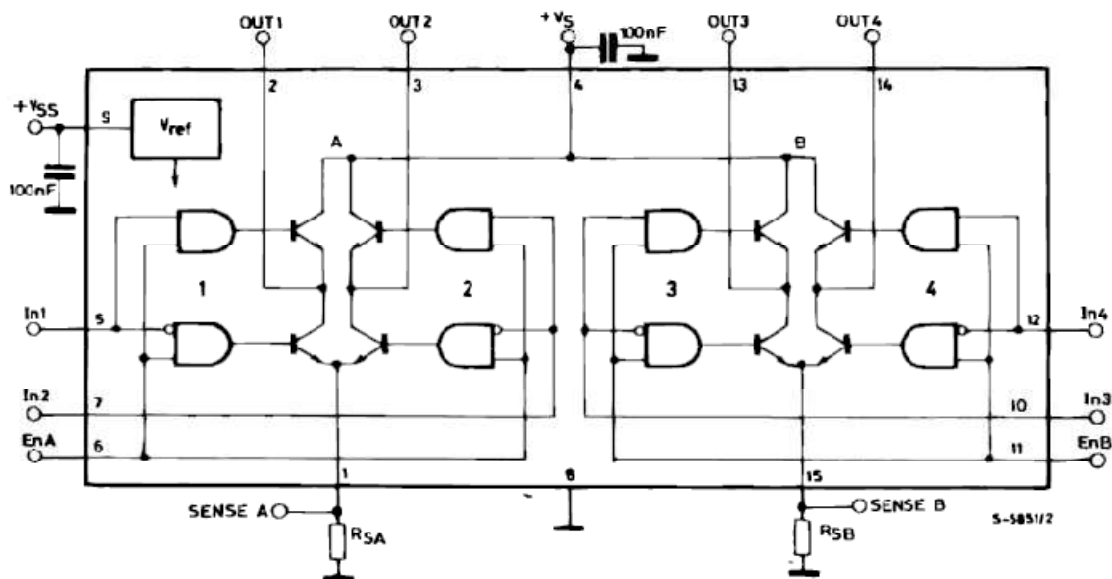 OUT1 OUT2 +VS 100nF OUT3 OUT4
2 3 4 13 14
+VSS 9 Vref A B
100nF
1 2 3 4
In1 5 12 In4
In2 7 10 In3
EnA 6 11 EnB
1 8 15
SENSE A SENSE B S-5851/2
RSA RSB